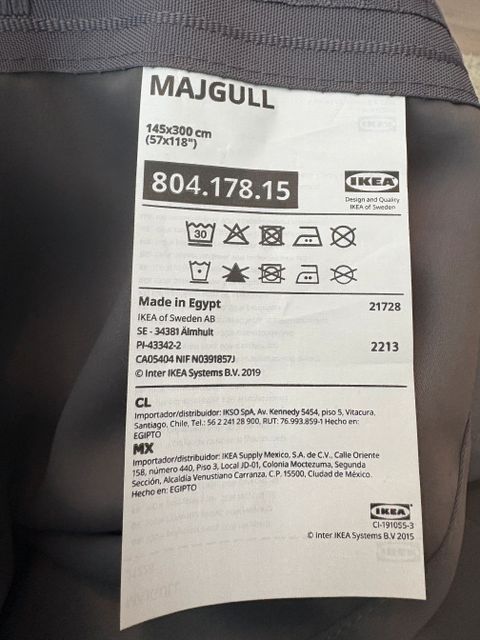 MAJGULL
145x300 cm
(57x118")
804.178.15
IKEA
Design and Quality
IKEA of Sweden
30
Made in Egypt
21728
IKEA of Sweden AB
SE - 34381 Älmhult
PI-43342-2
2213
CA05404 NIF N0391857J
© Inter IKEA Systems B.V. 2019
CL
Importador/distribuidor: IKSO SpA, Av. Kennedy 5454, piso 5, Vitacura,
Santiago, Chile, Tel.: 56 2 241 28 900, RUT: 76.993.859-1 Hecho en:
EGIPTO
MX
Importador/distribuidor: IKEA Supply Mexico, S.A. de C.V., Calle Oriente
158, número 440, Piso 3, Local JD-01, Colonia Moctezuma, Segunda
Sección, Alcaldía Venustiano Carranza, C.P. 15500, Ciudad de México.
Hecho en: EGIPTO
IKEA
CI-191055-3
© Inter IKEA Systems B.V 2015